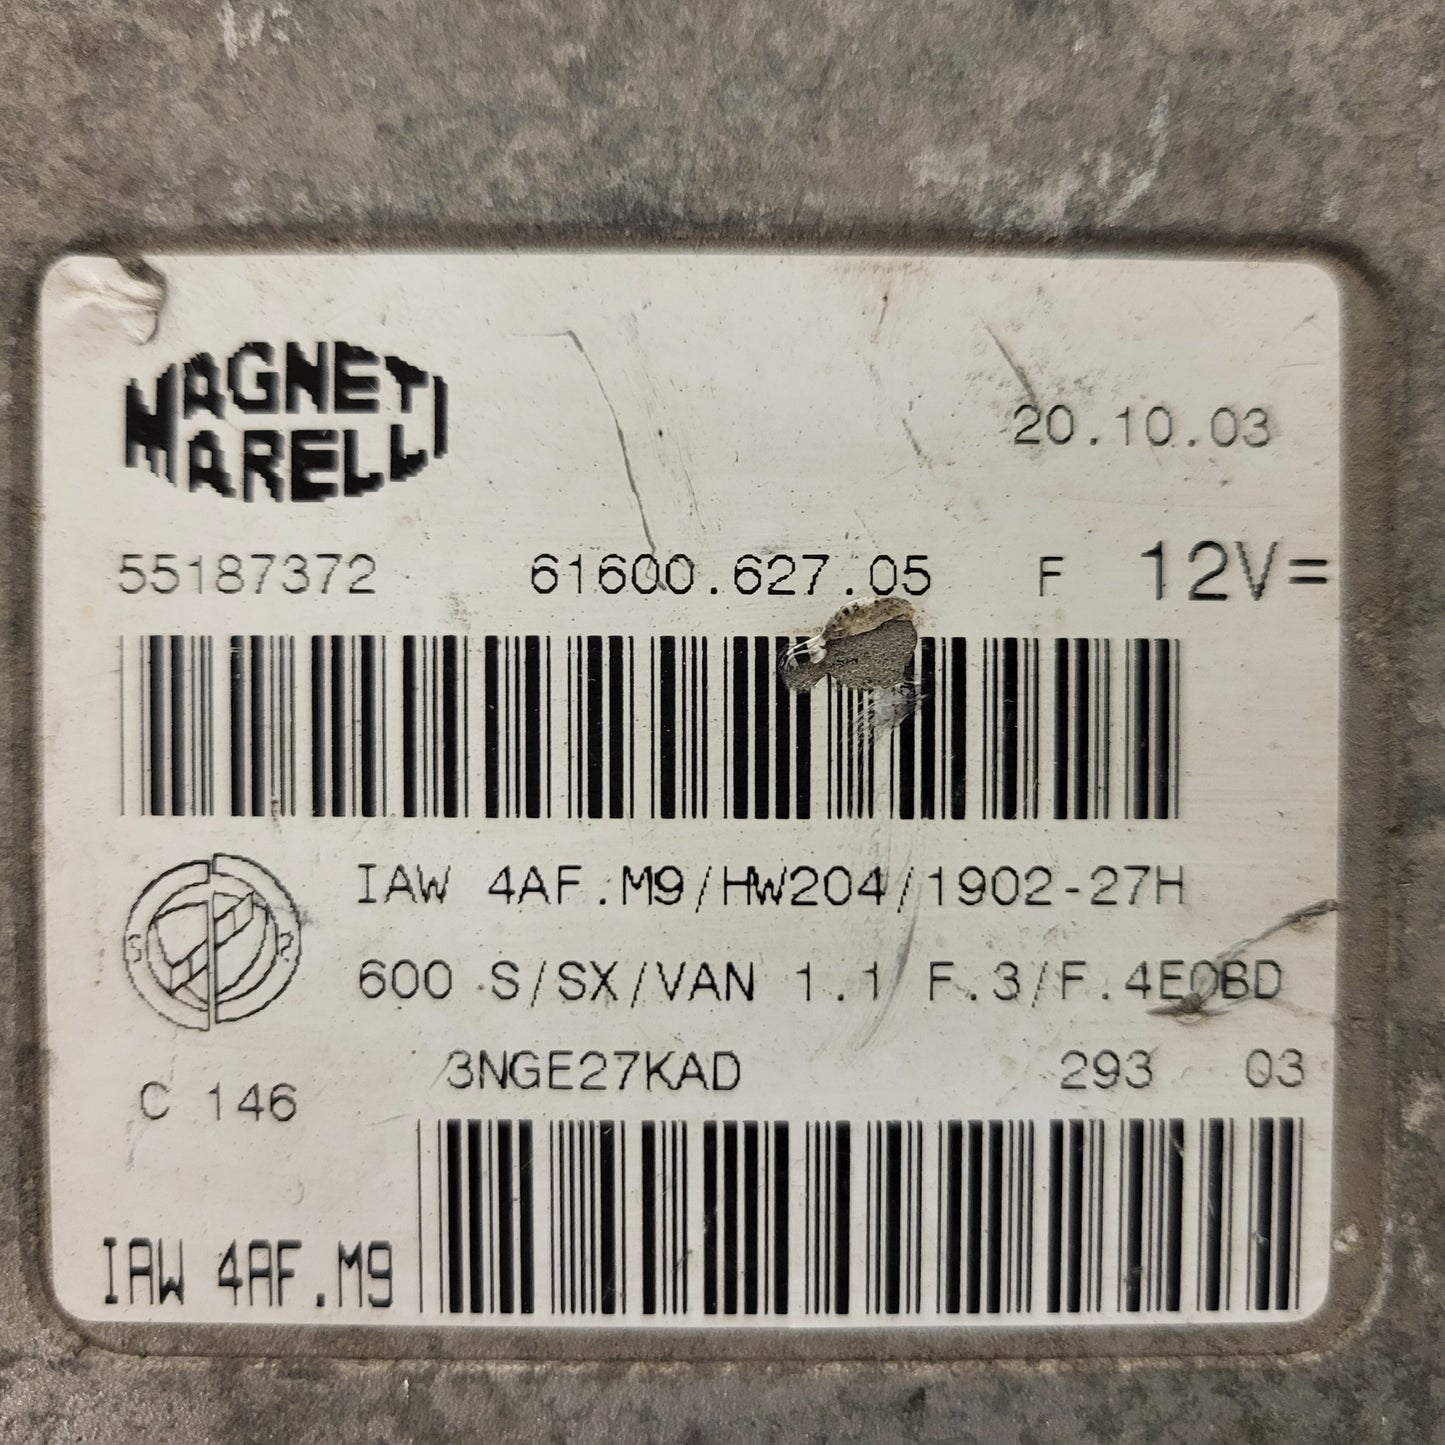 MAGNETI
MARELLI
20.10.03
55187372 61600.627.05 F 12V=
IAW 4AF.M9/HW204/1902-27H
600 S/SX/VAN 1.1 F.3/F.4EOBD
3NGE27KAD 293 03
C 146
IAW 4AF.M9